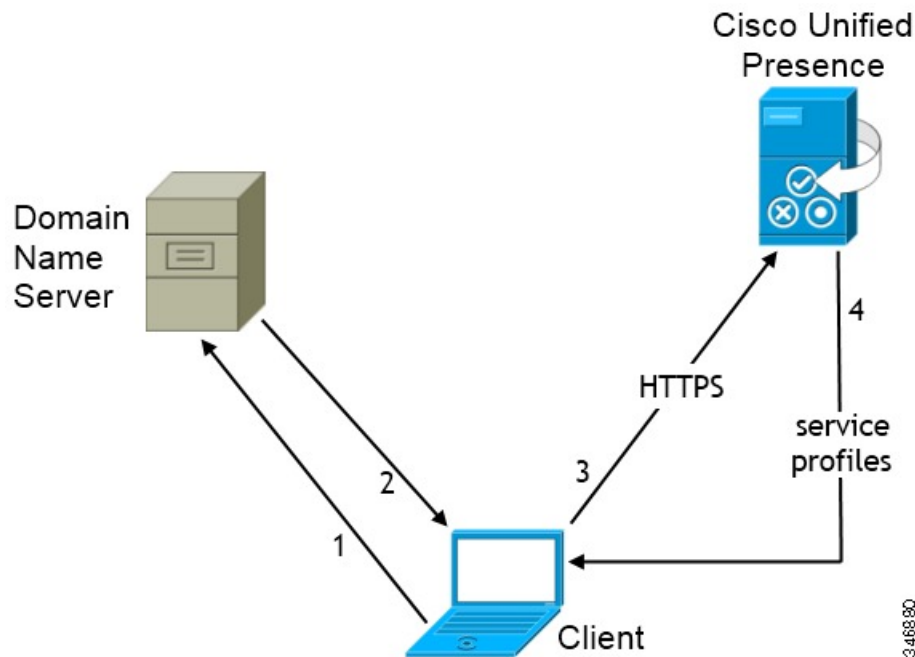 Cisco Unified
Presence
Domain
Name
Server
4
HTTPS
service
profiles
3
2
1
Client
346880